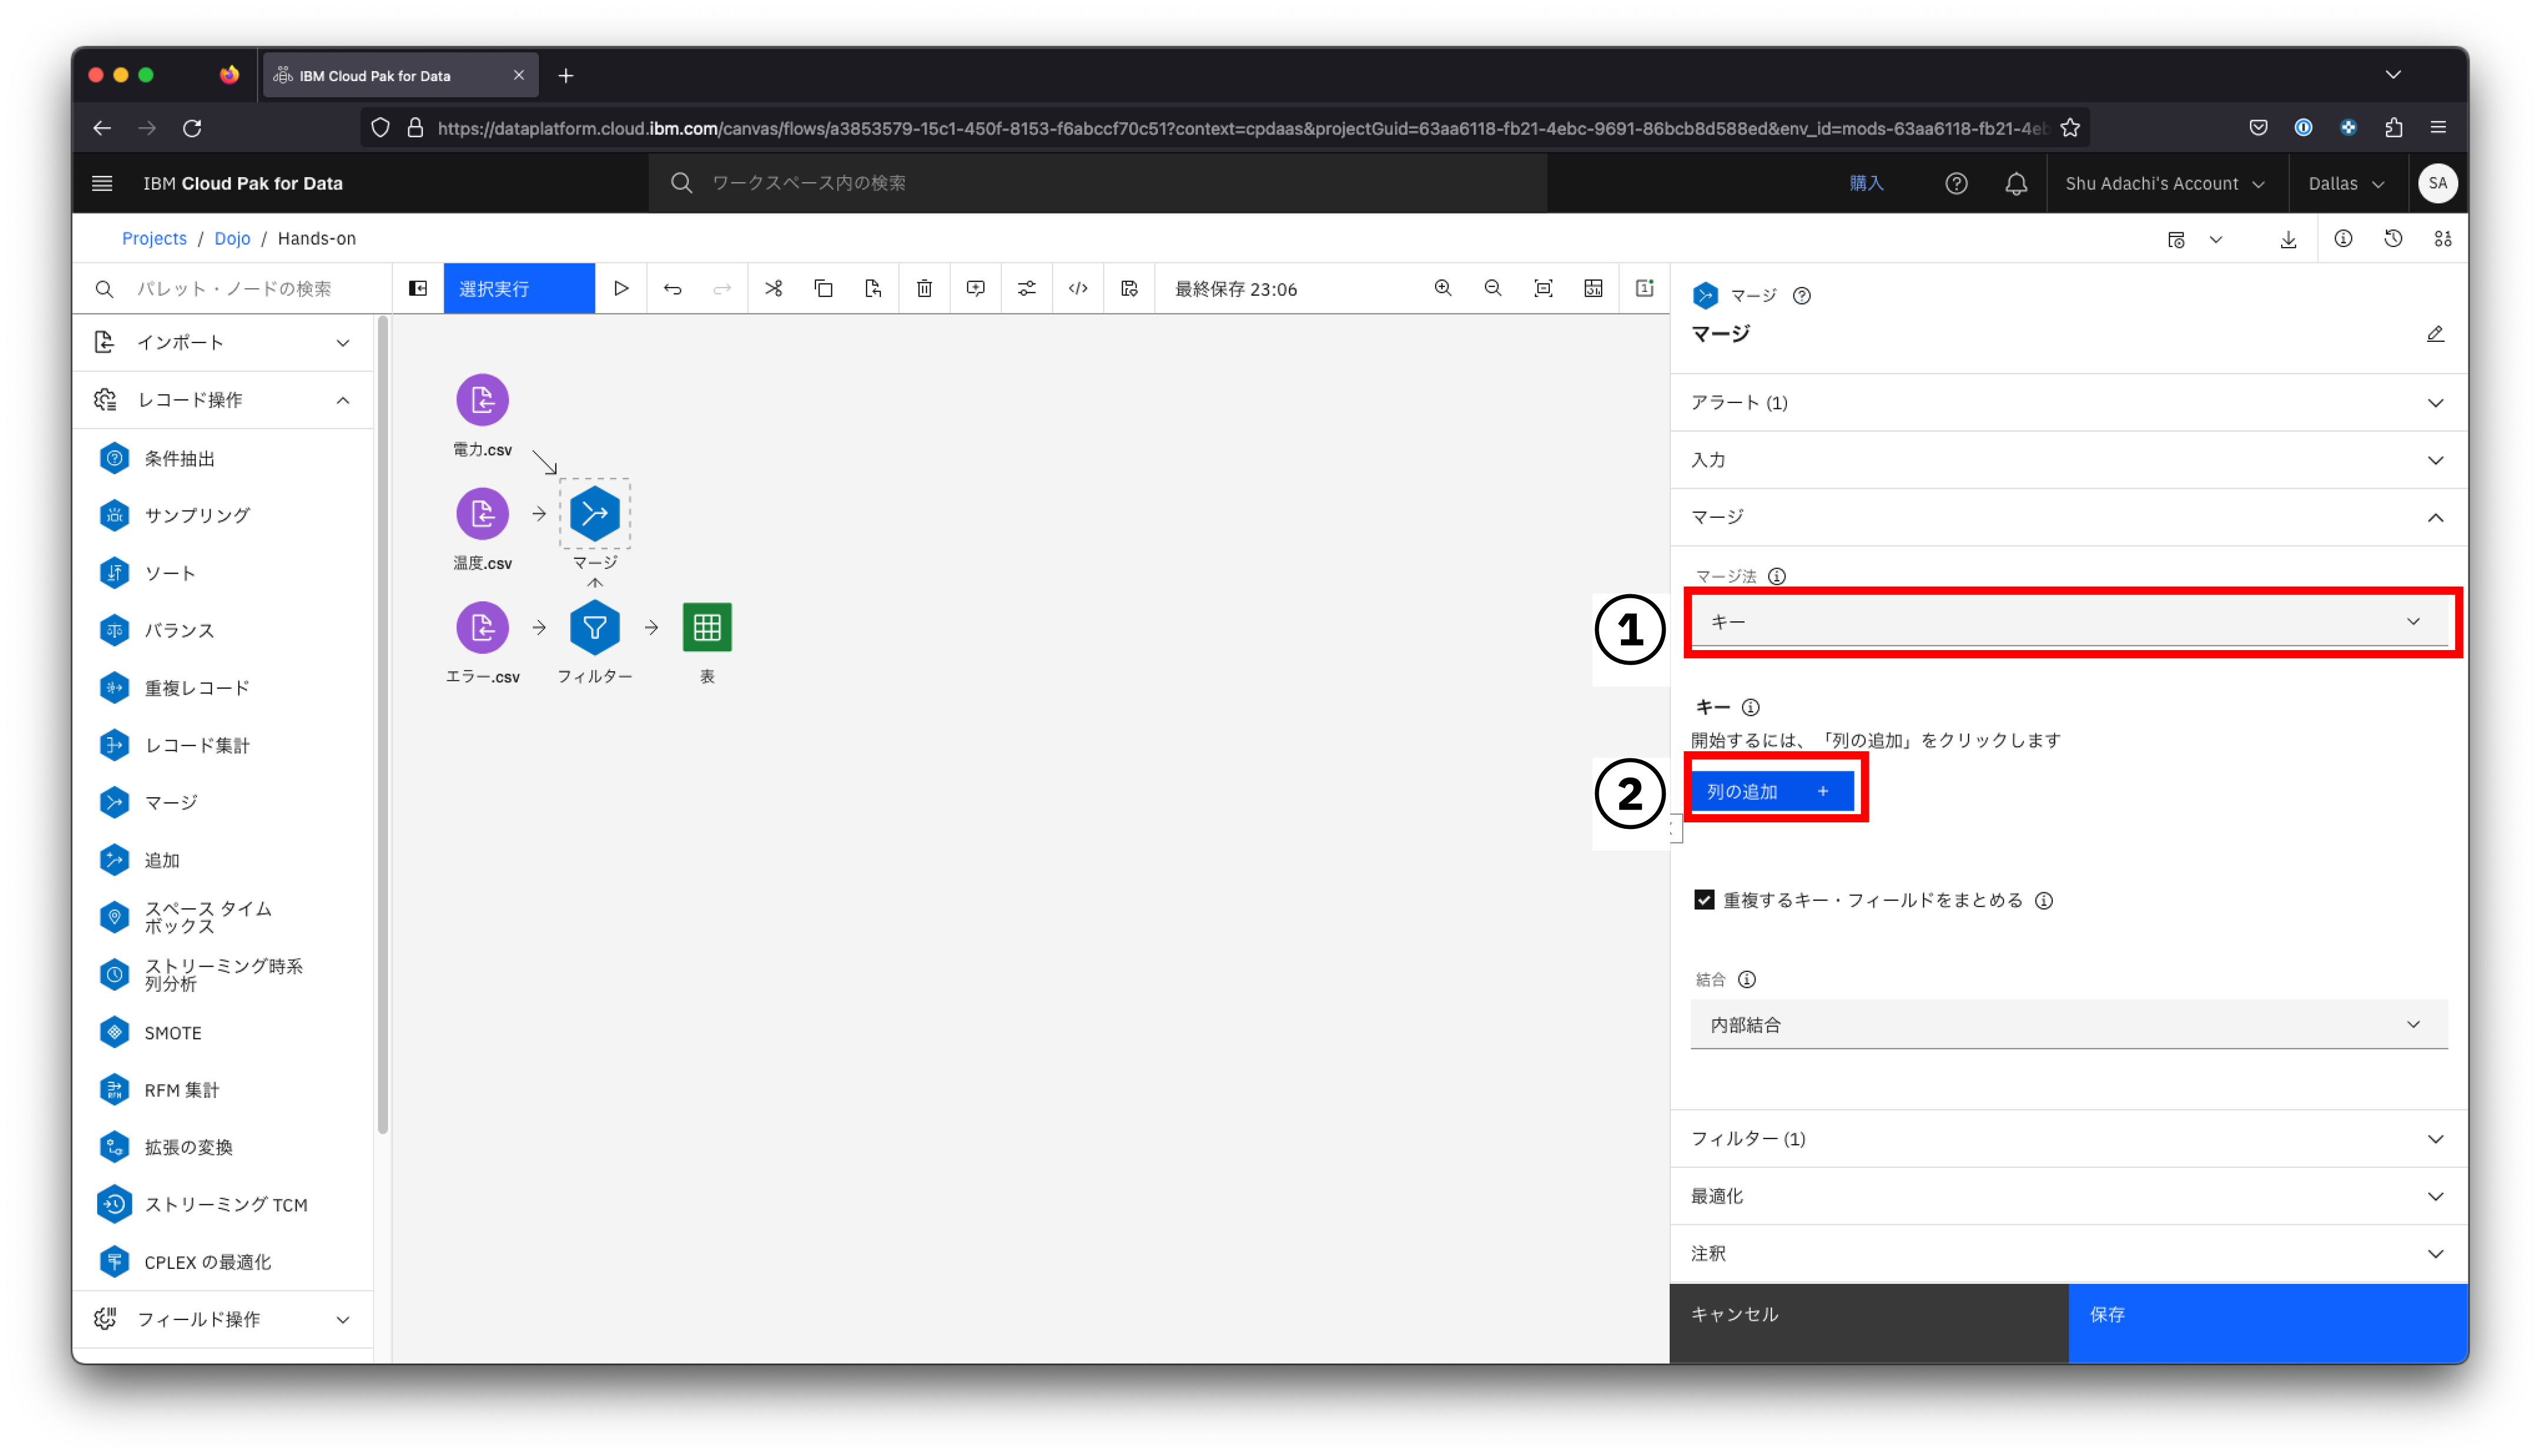 IBM Cloud Pak for Data
https://dataplatform.cloud.ibm.com/canvas/flows/a3853579-15c1-450f-8153-f6abccf70c51?context=cpdaas&projectGuid=63aa6118-fb21-4ebc-9691-86bcb8d588ed&env_id=mods-63aa6118-fb21-4eb
IBM Cloud Pak for Data
ワークスペース内の検索
購入
Shu Adachi's Account
Dallas
SA
Projects / Dojo / Hands-on
パレット・ノードの検索
選択実行
最終保存 23:06
インポート
レコード操作
条件抽出
サンプリング
ソート
バランス
重複レコード
レコード集計
マージ
追加
スペース タイム
ボックス
ストリーミング時系
列分析
SMOTE
RFM 集計
拡張の変換
ストリーミング TCM
CPLEX の最適化
フィールド操作
電力.csv
温度.csv
マージ
エラー.csv
フィルター
表
マージ
マージ
アラート (1)
入力
マージ
マージ法
1
キー
キー
開始するには、「列の追加」をクリックします
2
列の追加 +
重複するキー・フィールドをまとめる
結合
内部結合
フィルター (1)
最適化
注釈
キャンセル
保存